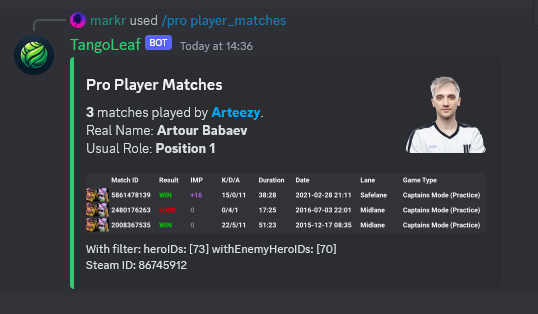 markr used /pro player_matches
TangoLeaf BOT Today at 14:36
Pro Player Matches
3 matches played by Arteezy.
Real Name: Artour Babaev
Usual Role: Position 1
Match ID Result IMP K/D/A Duration Date Lane Game Type
5861478139 WIN +16 15/0/11 38:28 2021-02-28 21:11 Safelane Captains Mode (Practice)
2480176263 LOSS 0 0/4/1 17:25 2016-07-03 22:01 Midlane Captains Mode (Practice)
2008367535 WIN 0 22/5/11 51:23 2015-12-17 08:35 Midlane Captains Mode (Practice)
With filter: heroIDs: [73] withEnemyHeroIDs: [70]
Steam ID: 86745912